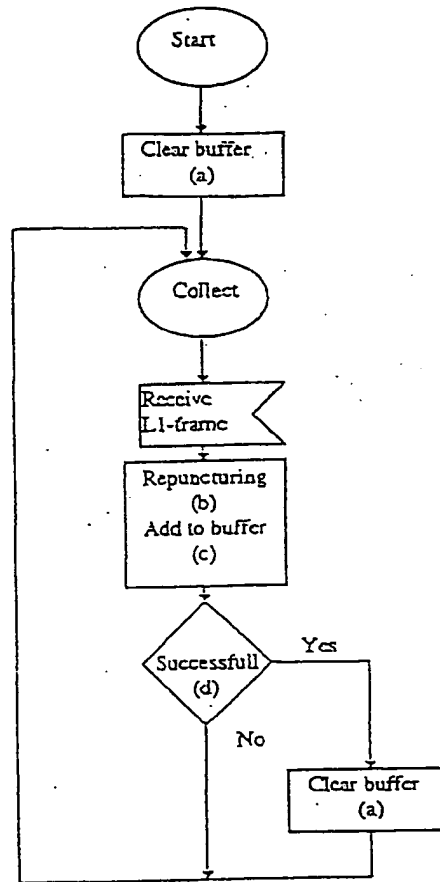 Start
Clear buffer
(a)
Collect
Receive
L1-frame
Repuncturing
(b)
Add to buffer
(c)
Successfull
(d)
Yes
No
Clear buffer
(a)